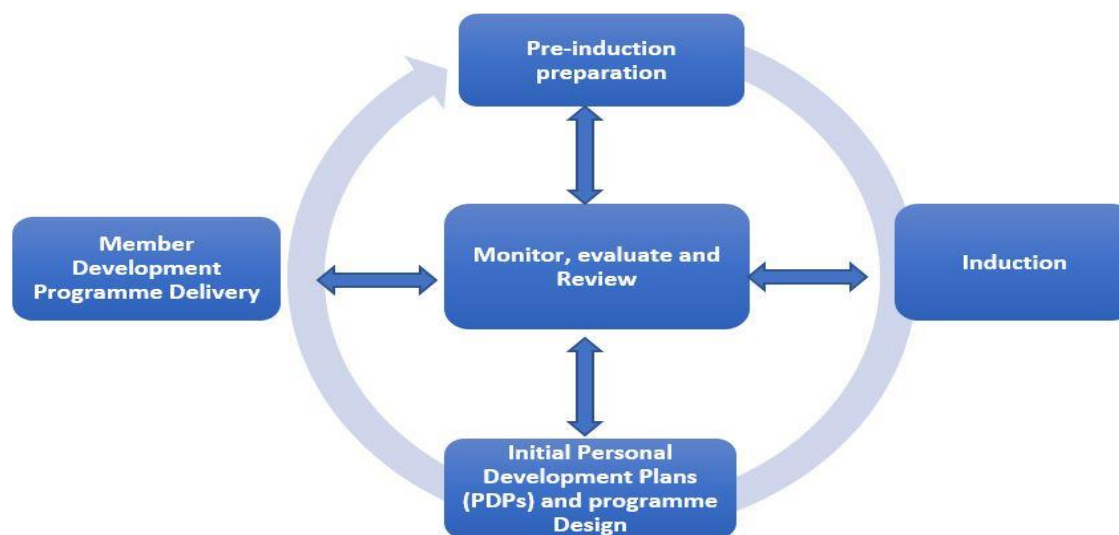 Pre-induction
preparation
Member
Development
Programme Delivery
Monitor, evaluate and
Review
Induction
Initial Personal
Development Plans
(PDPs) and programme
Design